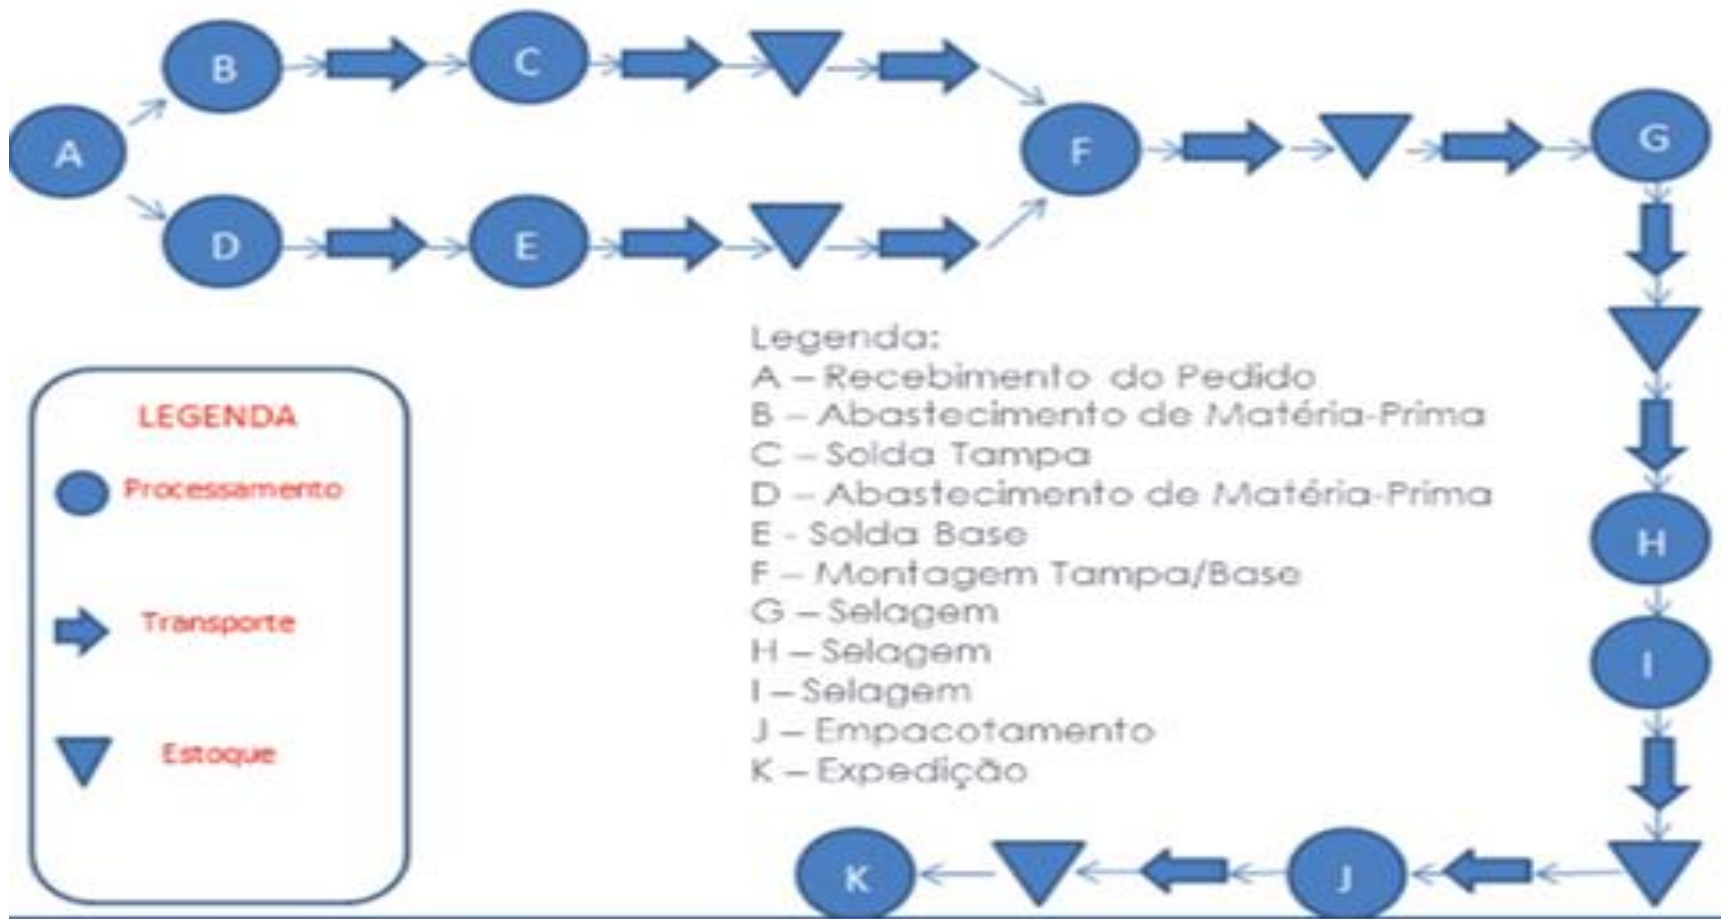 B
C
A
F
G
D
E
Legenda:
A – Recebimento do Pedido
B – Abastecimento de Matéria-Prima
C – Solda Tampa
D – Abastecimento de Matéria-Prima
E - Solda Base
F – Montagem Tampa/Base
G – Selagem
H – Selagem
I – Selagem
J – Empacotamento
K – Expedição
LEGENDA
Processamento
Transporte
Estoque
H
I
K
J